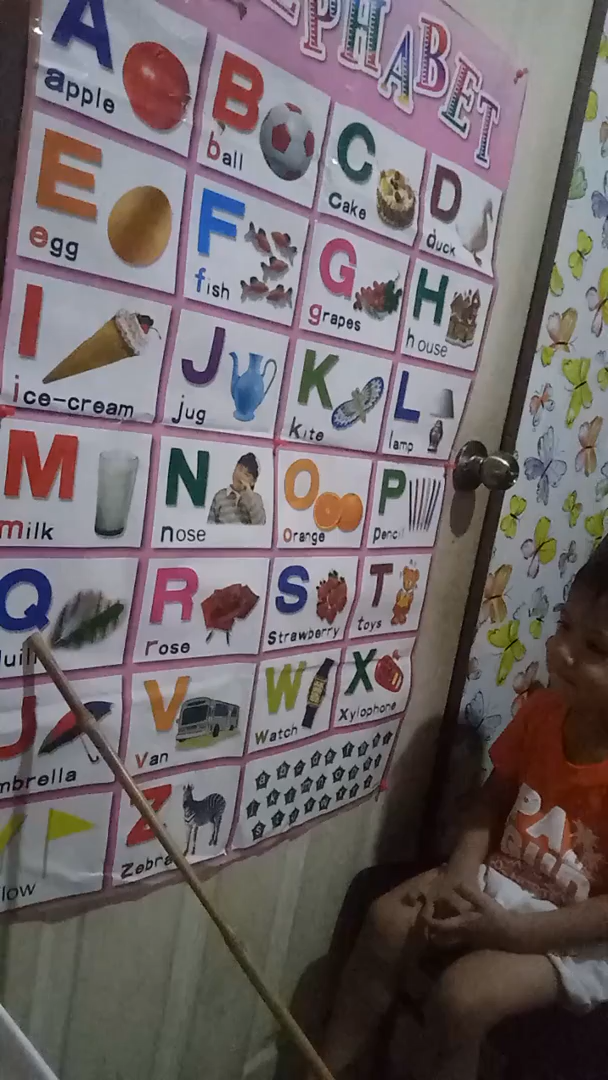 ALPHABET
A
apple
B
ball
C
Cake
D
duck
E
egg
F
fish
G
grapes
H
house
I
ice-cream
J
jug
K
kite
L
lamp
M
milk
N
nose
O
Orange
P
pencil
Q
R
rose
S
Strawberry
T
toys
U
mbrella
V
Van
W
Watch
X
Xylophone
low
Z
Zebra